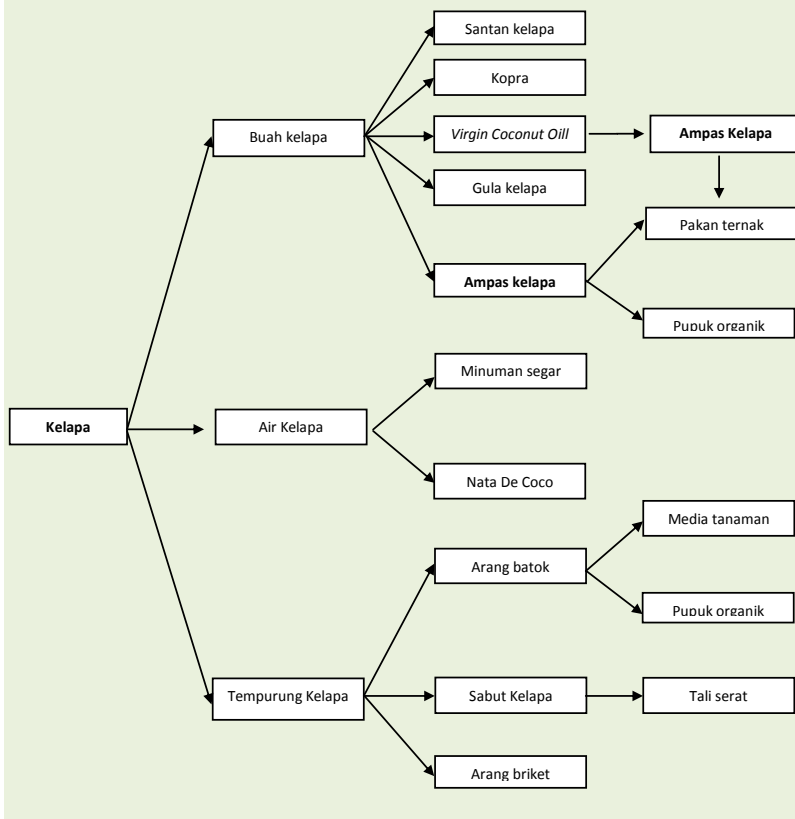 Santan kelapa
Kopra
Buah kelapa
Virgin Coconut Oill
Ampas Kelapa
Gula kelapa
Pakan ternak
Ampas kelapa
Pupuk organik
Minuman segar
Kelapa
Air Kelapa
Nata De Coco
Media tanaman
Arang batok
Pupuk organik
Tempurung Kelapa
Sabut Kelapa
Tali serat
Arang briket